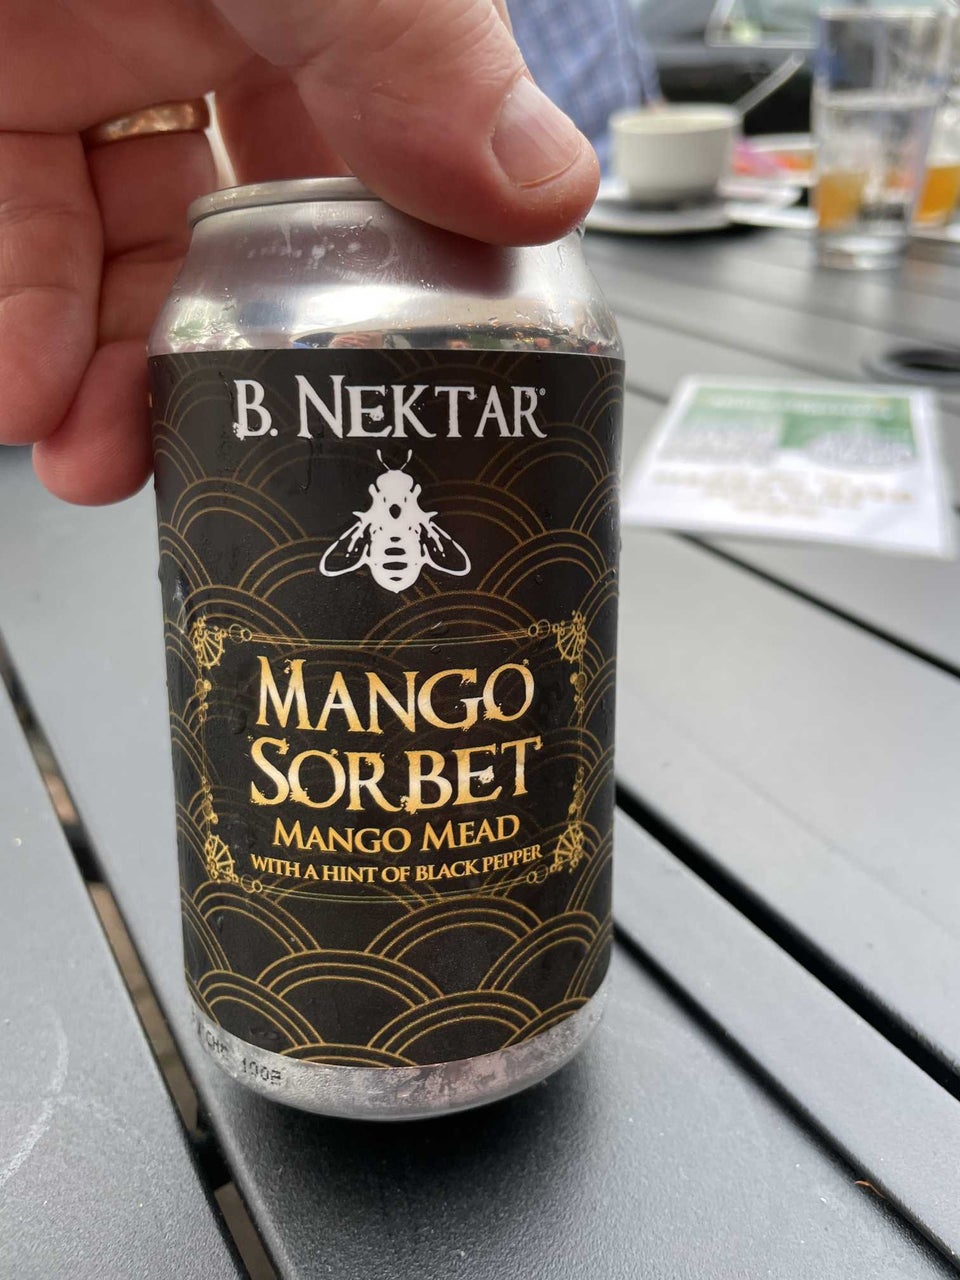 B. NEKTAR®
MANGO
SORBET
MANGO MEAD
WITH A HINT OF BLACK PEPPER